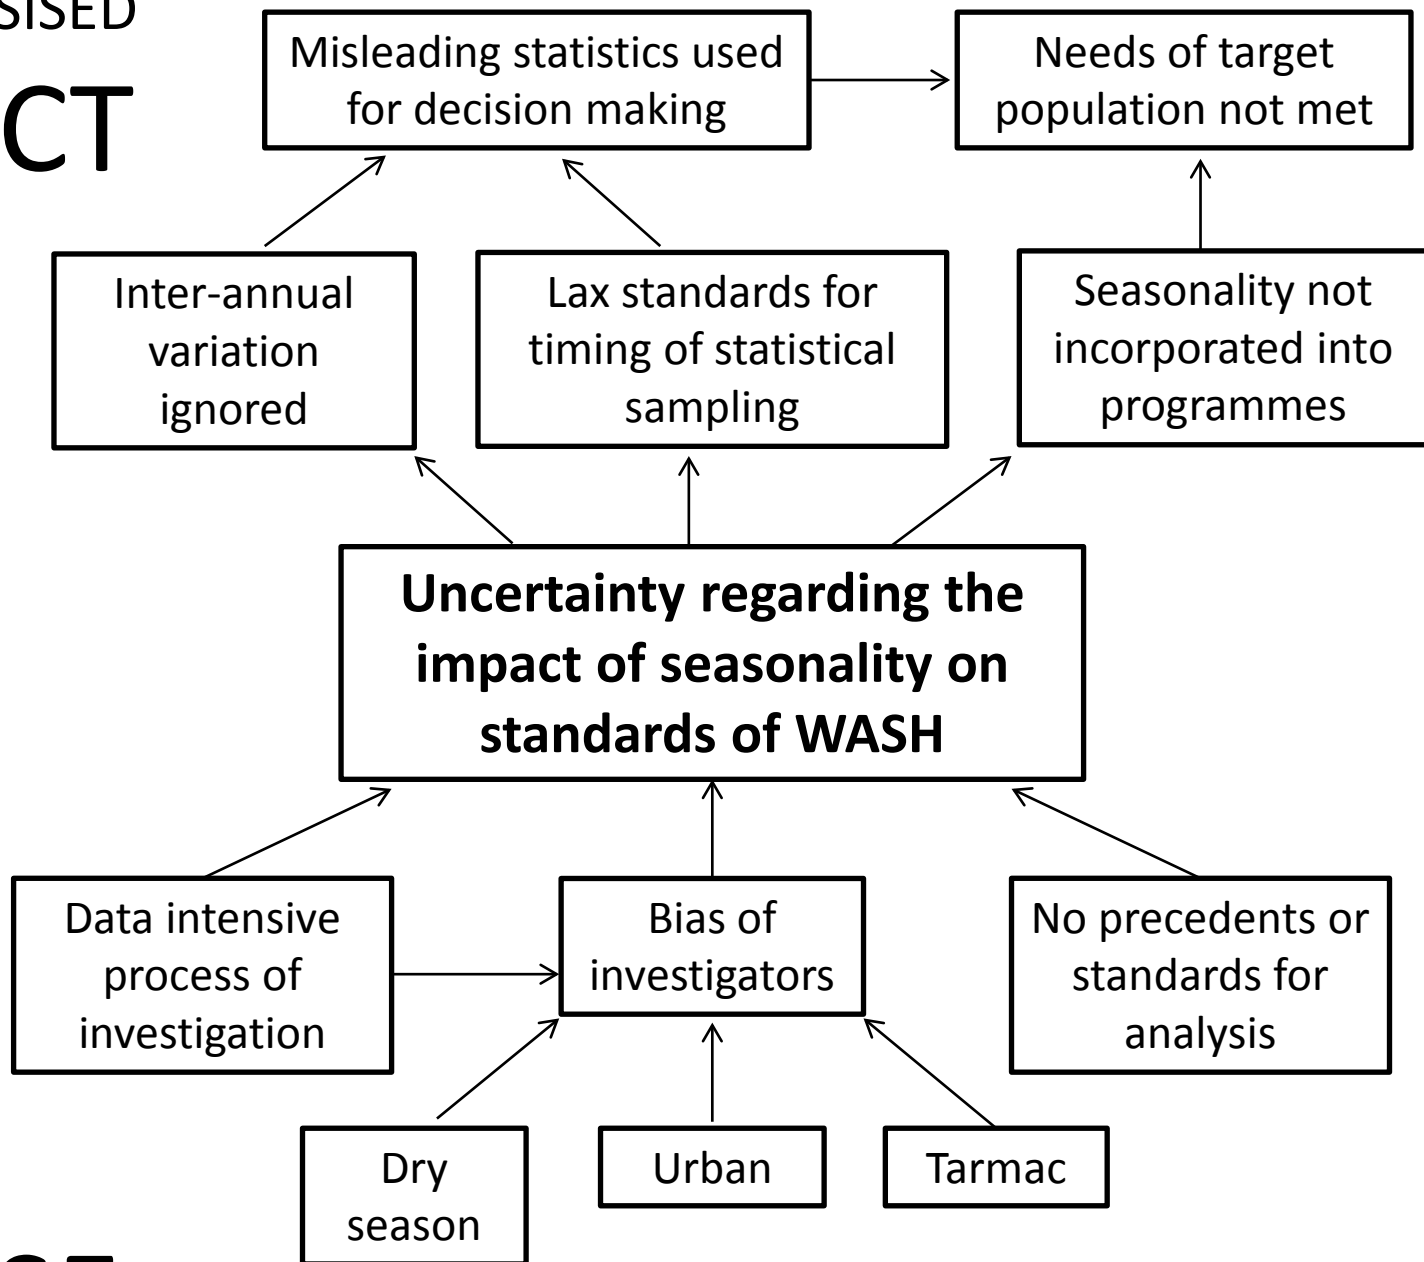 Misleading statistics used
for decision making
Needs of target
population not met
Inter-annual
variation
ignored
Lax standards for
timing of statistical
sampling
Seasonality not
incorporated into
programmes
Uncertainty regarding the
impact of seasonality on
standards of WASH
Data intensive
process of
investigation
Bias of
investigators
No precedents or
standards for
analysis
Dry
season
Urban
Tarmac